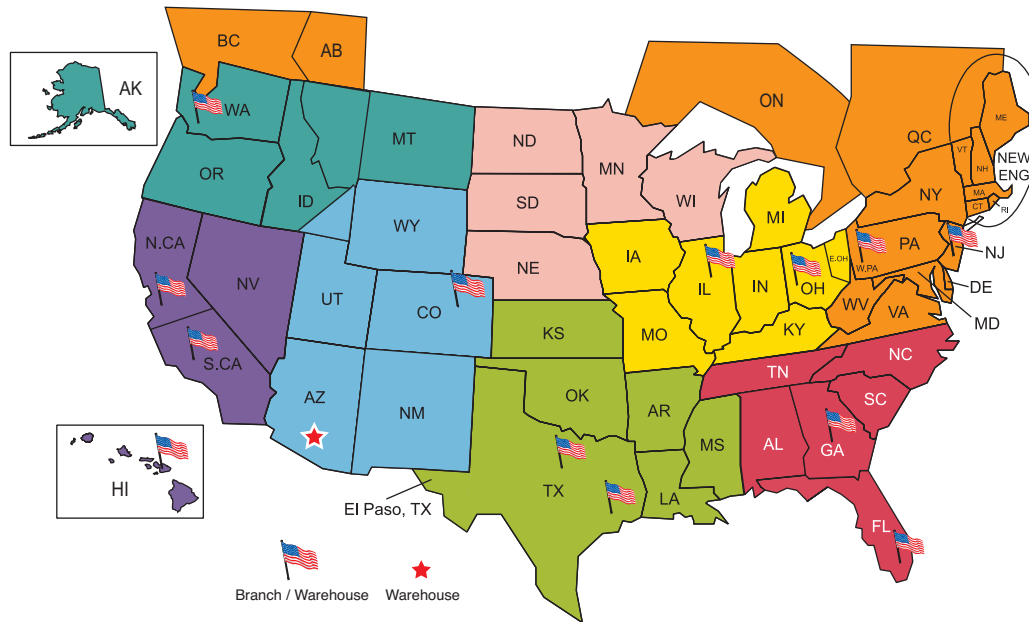 BC
AB
AK
WA
ON
ND
MN
MT
ME
QC
VT
NH
NEW
ENG
OR
ID
SD
WI
MI
NY
MA
CT
RI
N.CA
WY
IA
E.OH
PA
NJ
W,PA
NE
NV
UT
CO
IL
IN
OH
DE
WV
VA
MD
KS
MO
KY
S.CA
TN
NC
AZ
NM
OK
AR
SC
MS
AL
GA
HI
TX
LA
El Paso, TX
FL
Branch / Warehouse
Warehouse